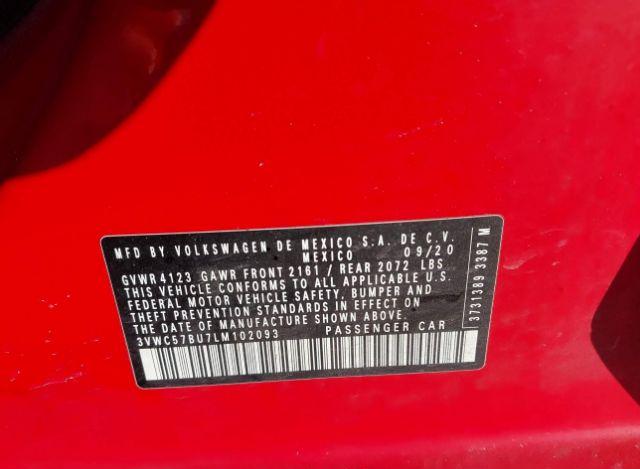 MFD BY VOLKSWAGEN DE MEXICO S.A. DE C.V.
MEXICO 09/20
GVWR 4123 GAWR FRONT 2161 / REAR 2072 LBS
THIS VEHICLE CONFORMS TO ALL APPLICABLE U.S.
FEDERAL MOTOR VEHICLE SAFETY, BUMPER AND
THEFT PREVENTION STANDARDS IN EFFECT ON
DATE OF MANUFACTURE SHOWN ABOVE.
3VWC57BU7LM102093 PASSENGER CAR
3731389 3387 M